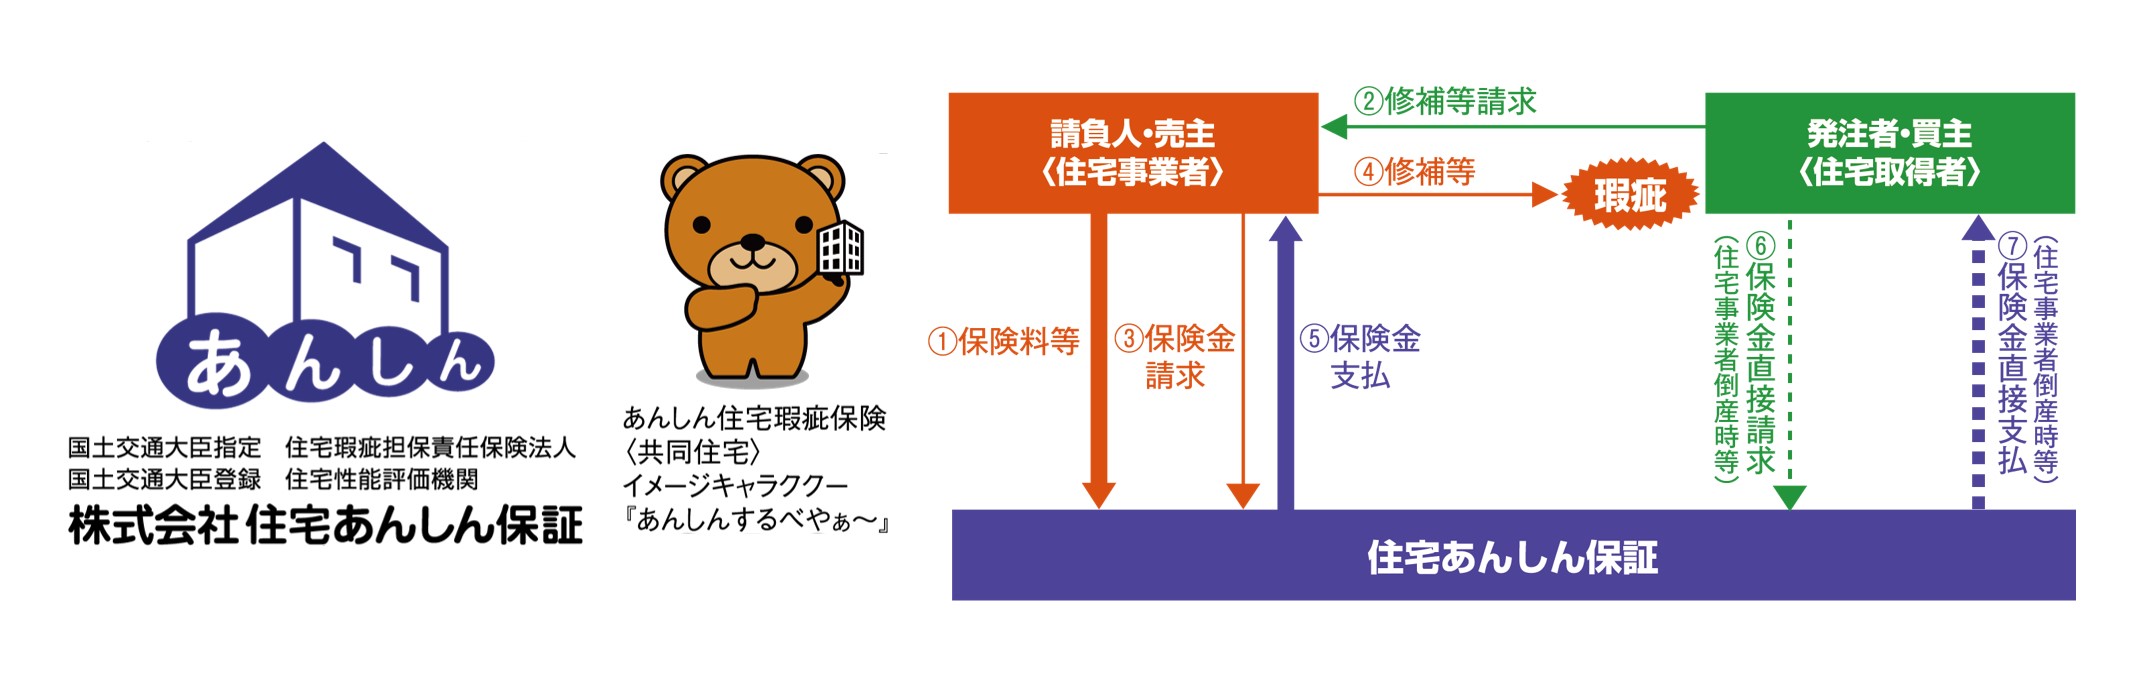 あんしん
国土交通大臣指定　住宅瑕疵担保責任保険法人
国土交通大臣登録　住宅性能評価機関
株式会社 住宅あんしん保証
あんしん住宅瑕疵保険
〈共同住宅〉
イメージキャラククー
『あんしんするべやぁ～』
請負人・売主
〈住宅事業者〉
②修補等請求
④修補等
瑕疵
発注者・買主
〈住宅取得者〉
①保険料等
③保険金
請求
⑤保険金
支払
⑥保険金直接請求
（住宅事業者倒産時等）
（住宅事業者倒産時等）
⑦保険金直接支払
住宅あんしん保証